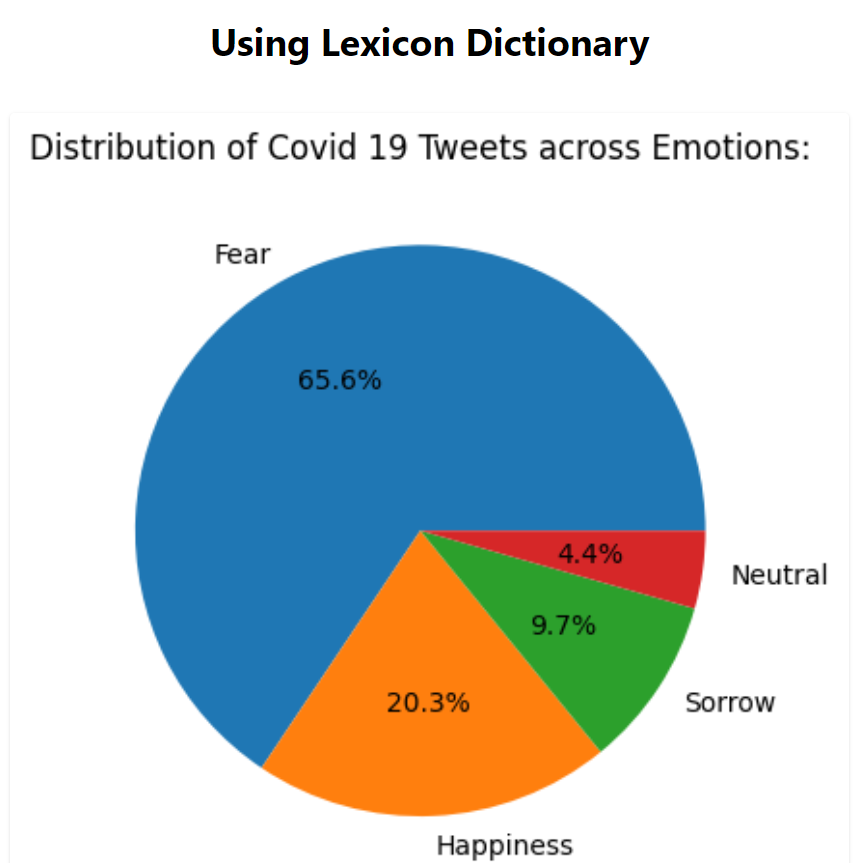 Using Lexicon Dictionary
Distribution of Covid 19 Tweets across Emotions:
Fear
65.6%
4.4%
Neutral
9.7%
Sorrow
20.3%
Happiness